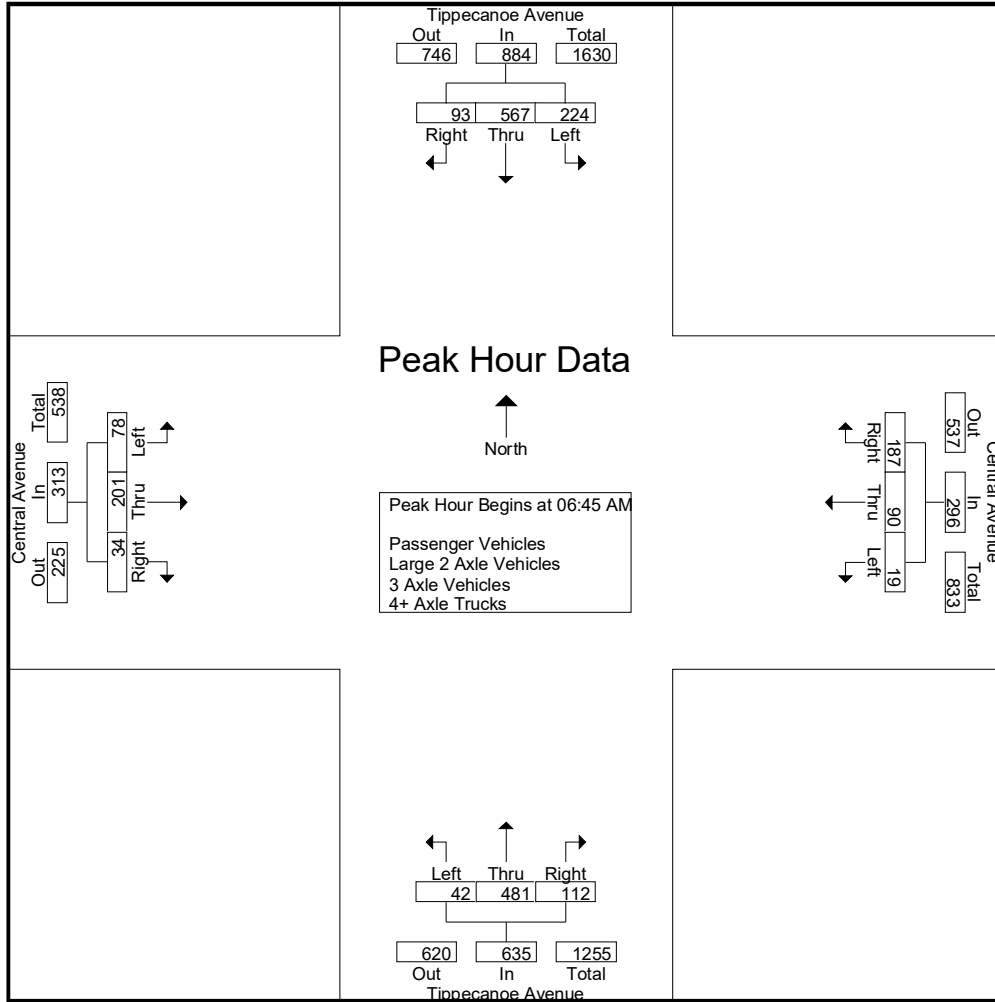 Tippecanoe Avenue
Out In Total
746 884 1630
93 567 224
Right Thru Left
Peak Hour Data
North
Peak Hour Begins at 06:45 AM
Passenger Vehicles
Large 2 Axle Vehicles
3 Axle Vehicles
4+ Axle Trucks
Central Avenue
Out In Total
225 313 538
34 201 78
Right Thru Left
Central Avenue
Out In Total
537 296 833
187 90 19
Right Thru Left
Left Thru Right
42 481 112
620 635 1255
Out In Total
Tippecanoe Avenue